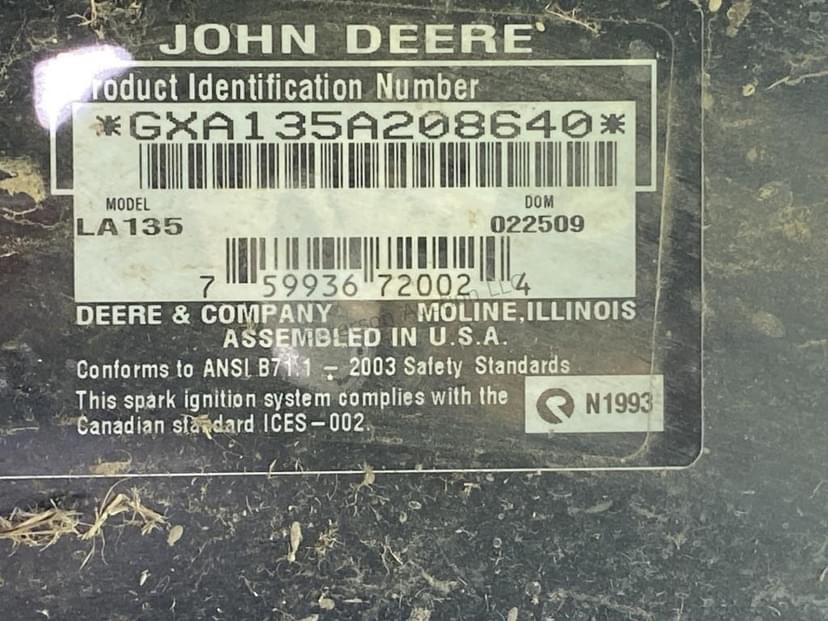 JOHN DEERE
Product Identification Number
*GXA135A208640*
MODEL DOM
LA135 022509
7 59936 72002 4
DEERE & COMPANY MOLINE, ILLINOIS
ASSEMBLED IN U.S.A.
Conforms to ANSI B71.1 - 2003 Safety Standards
This spark ignition system complies with the
Canadian standard ICES-002.
N1993